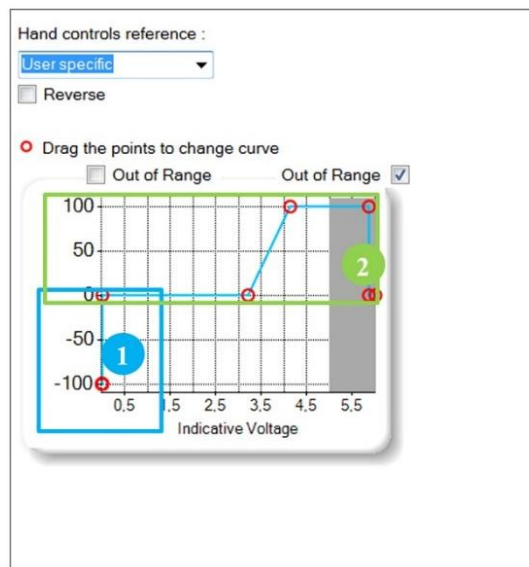 Hand controls reference :
User specific
Reverse
Drag the points to change curve
Out of Range Out of Range
100
50
2
0
-50
1
-100
0,5 1,5 2,5 3,5 4,5 5,5
Indicative Voltage